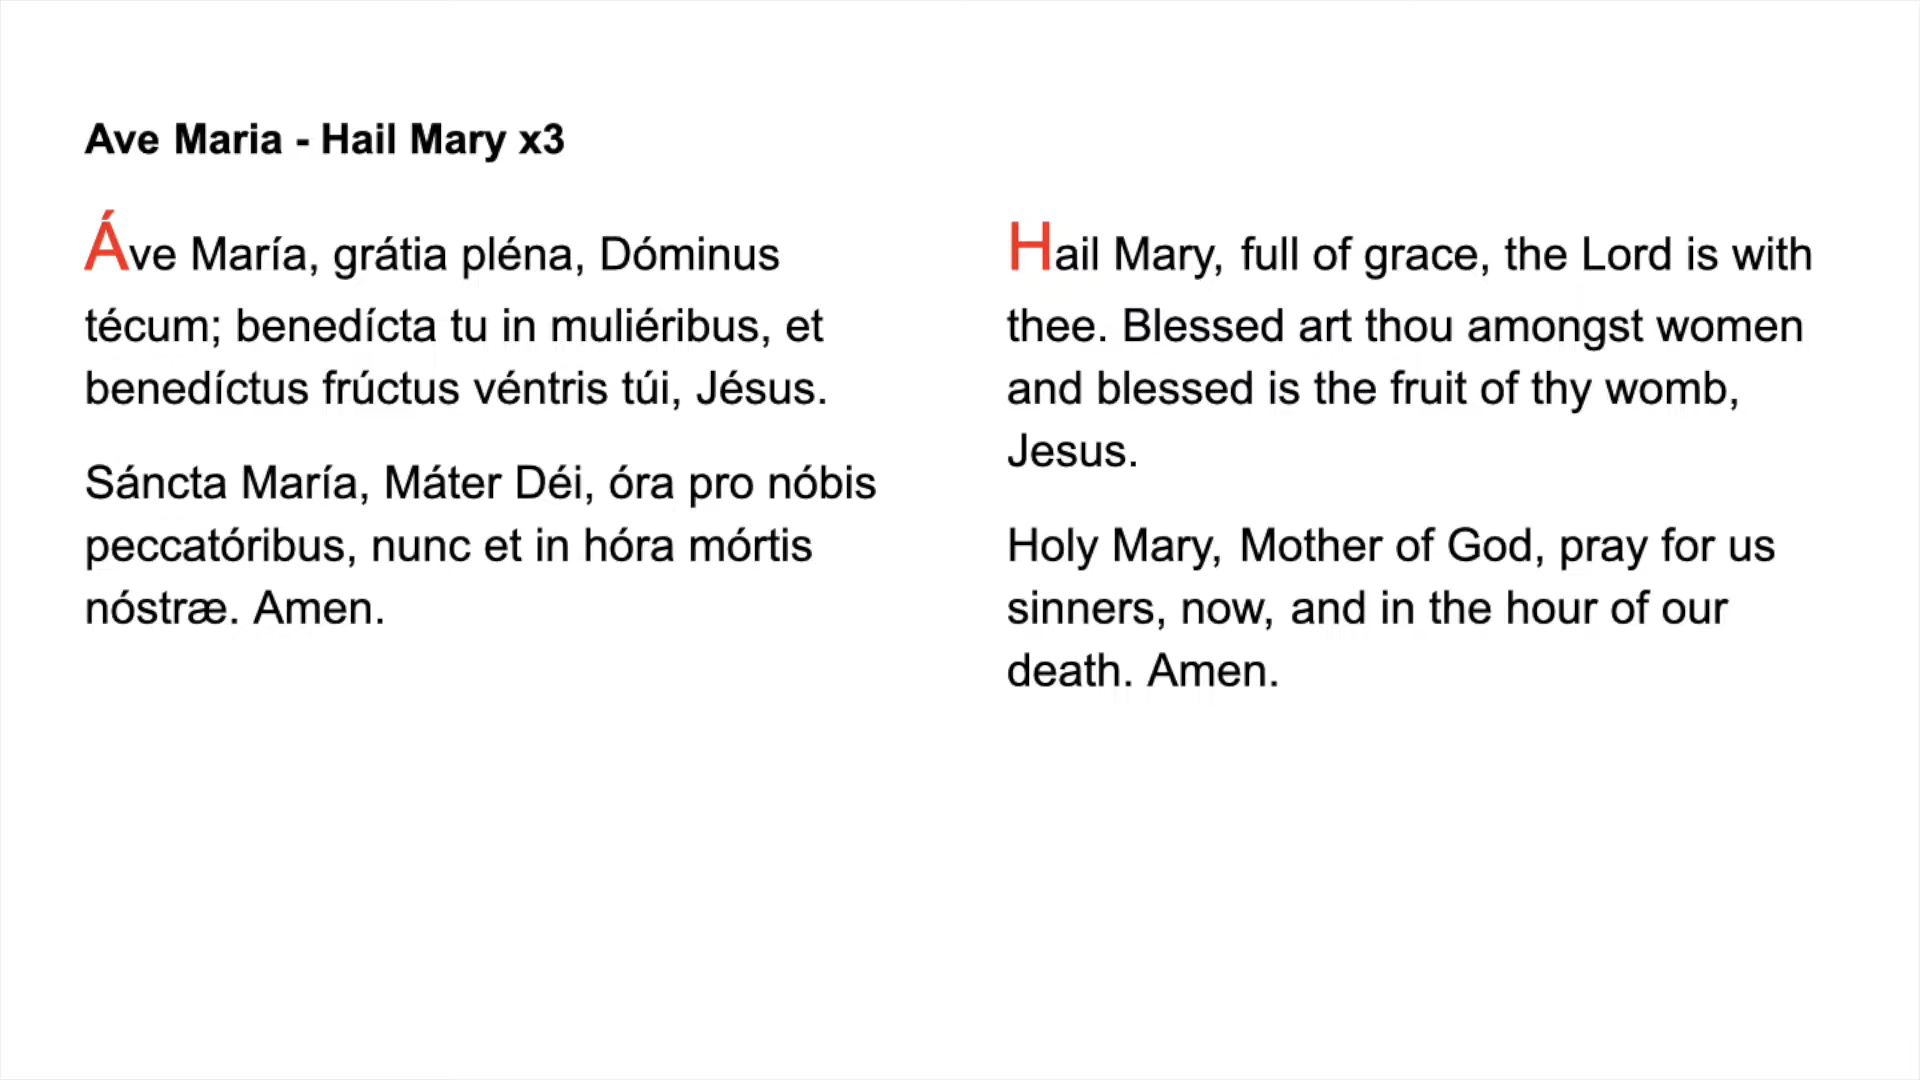 Ave Maria - Hail Mary x3
Áve María, grátia pléna, Dóminus
técum; benedícta tu in muliéribus, et
benedíctus frúctus véntris túi, Jésus.
Sáncta María, Máter Déi, óra pro nóbis
peccatóribus, nunc et in hóra mórtis
nóstræ. Amen.
Hail Mary, full of grace, the Lord is with
thee. Blessed art thou amongst women
and blessed is the fruit of thy womb,
Jesus.
Holy Mary, Mother of God, pray for us
sinners, now, and in the hour of our
death. Amen.